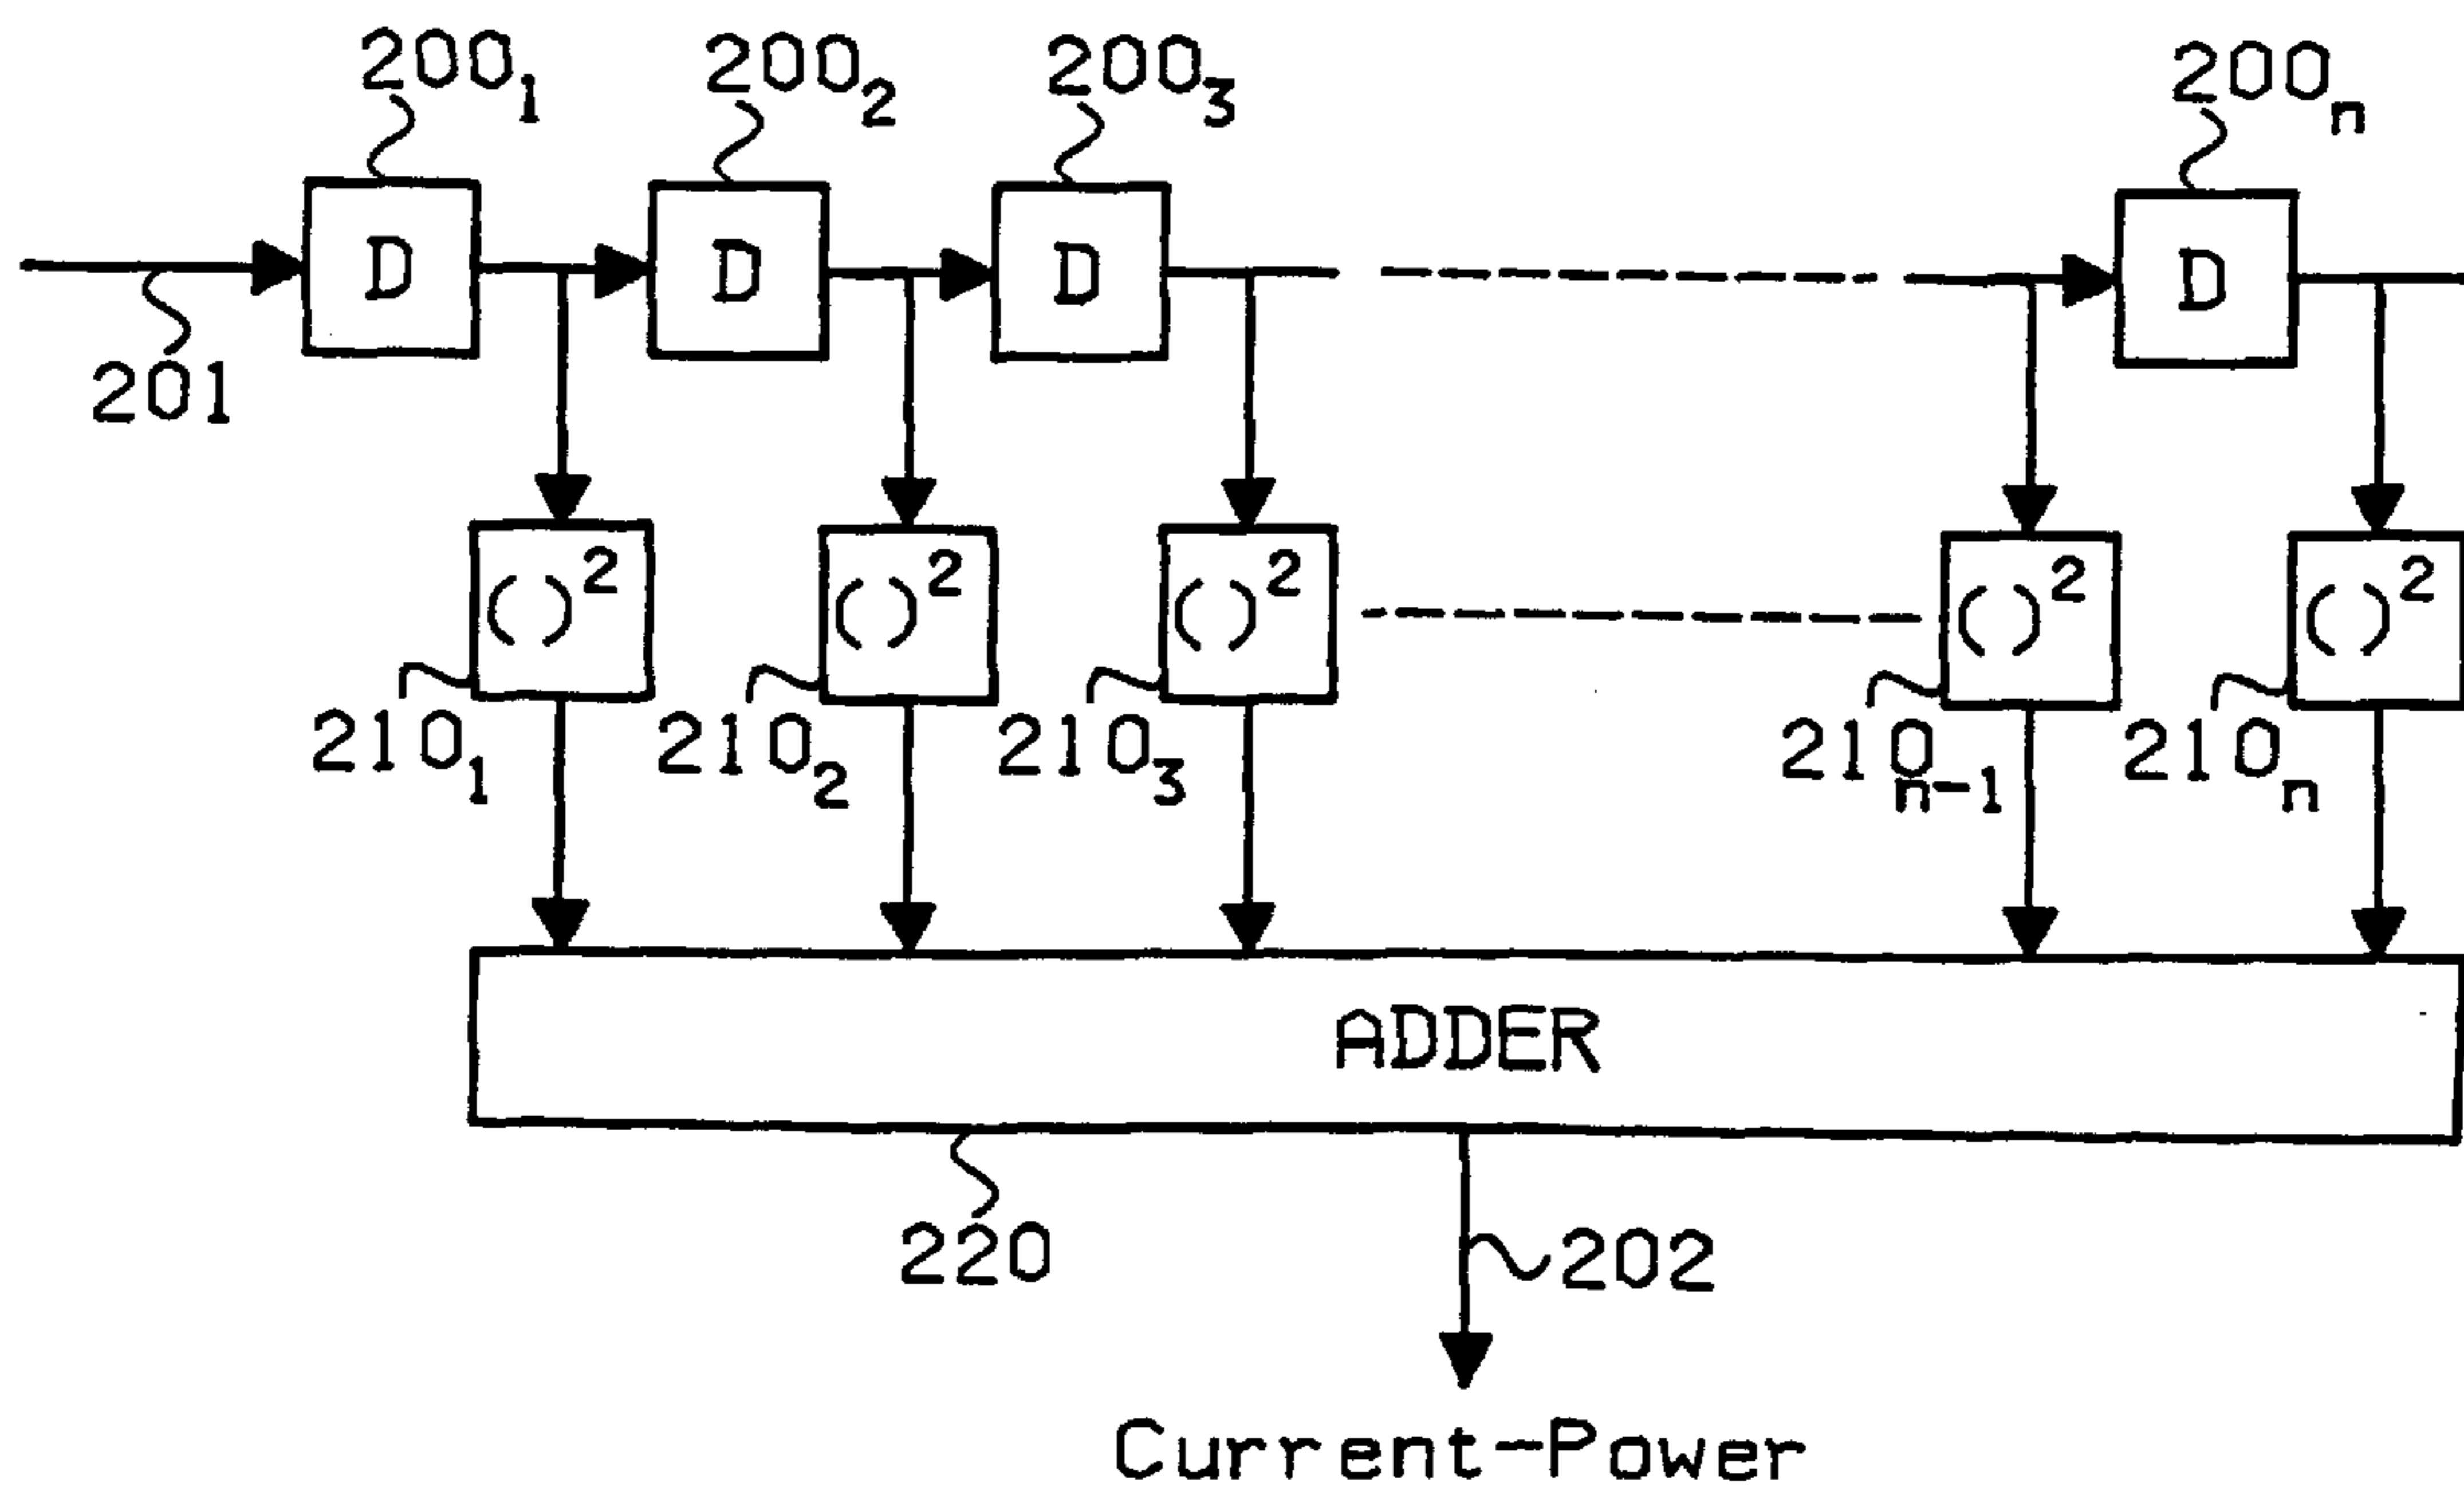 200₁ 200₂ 200₃ 200ₙ
D D D D
201
()² ()² ()² ()² ()²
210₁ 210₂ 210₃ 210ₙ₋₁ 210ₙ
ADDER
220 202
Current-Power